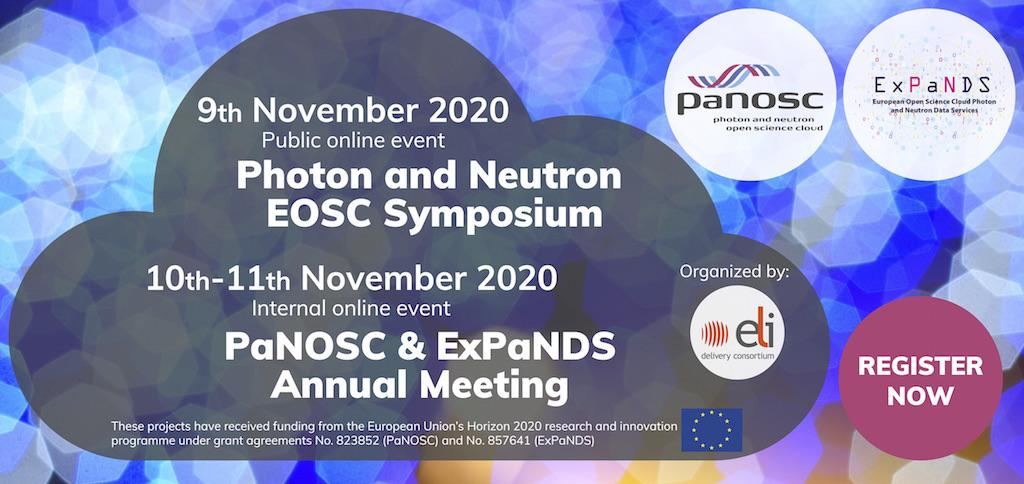 9th November 2020
Public online event
Photon and Neutron
EOSC Symposium
10th-11th November 2020
Internal online event
PaNOSC & ExPaNDS
Annual Meeting
These projects have received funding from the European Union's Horizon 2020 research and innovation
programme under grant agreements No. 823852 (PaNOSC) and No. 857641 (ExPaNDS)
panosc
photon and neutron
open science cloud
ExPaNDS
European Open Science Cloud Photon
and Neutron Data Services
Organized by:
eli
delivery consortium
REGISTER
NOW